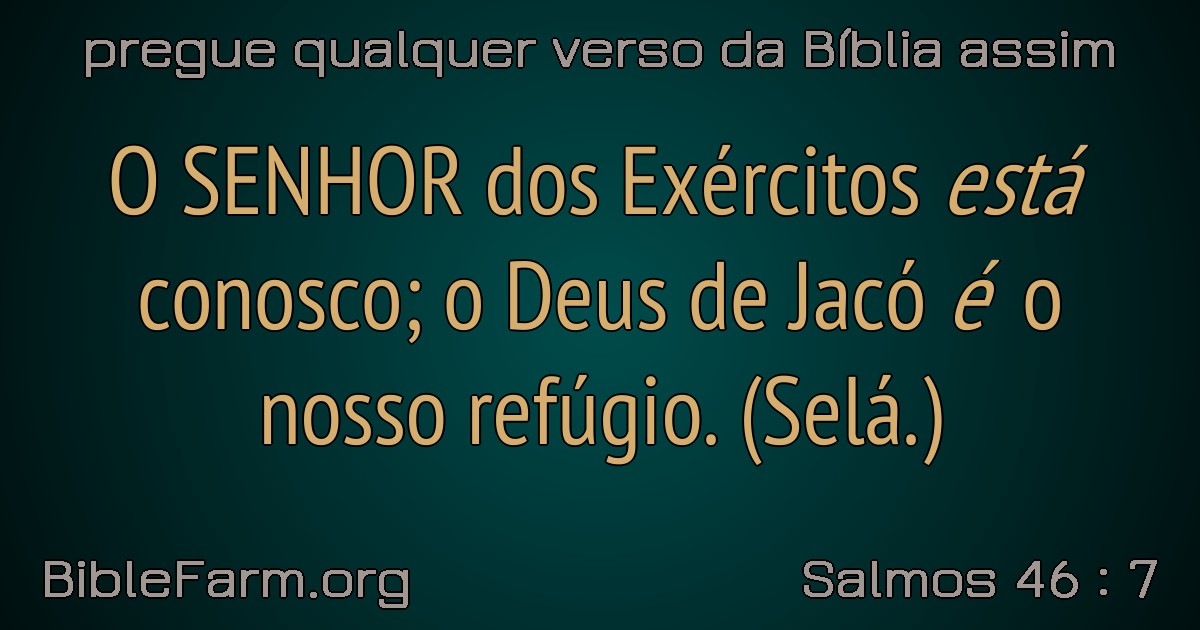 pregue qualquer verso da Bíblia assim
O SENHOR dos Exércitos está
conosco; o Deus de Jacó é o
nosso refúgio. (Selá.)
BibleFarm.org
Salmos 46 : 7